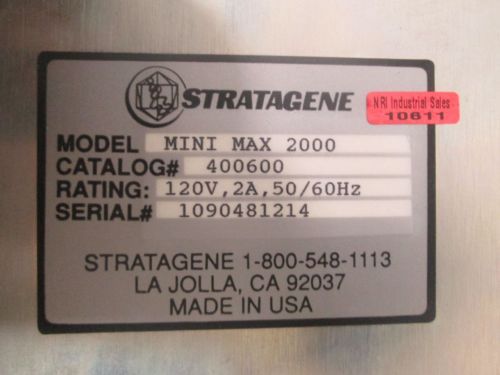 STRATAGENE
NRI Industrial Sales
10611
MODEL MINI MAX 2000
CATALOG# 400600
RATING: 120V,2A,50/60Hz
SERIAL# 1090481214
STRATAGENE 1-800-548-1113
LA JOLLA, CA 92037
MADE IN USA